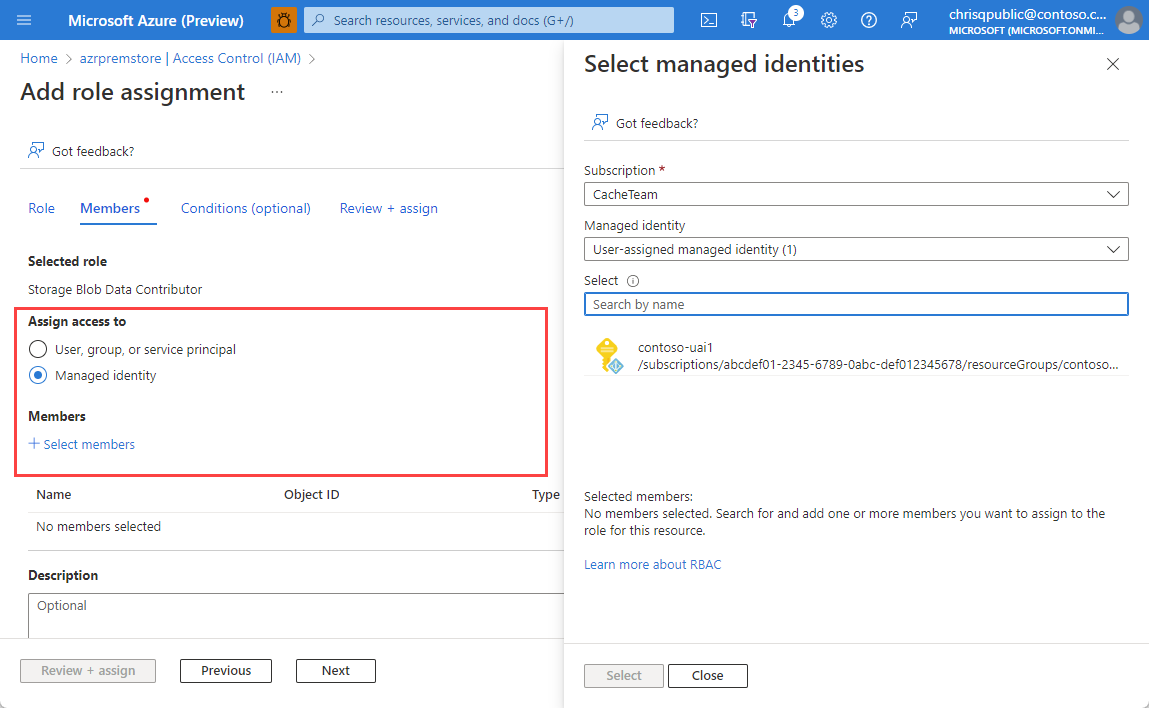 Microsoft Azure (Preview)
Search resources, services, and docs (G+/)
3
chrisqpublic@contoso.c...
MICROSOFT (MICROSOFT.ONMI...
Home > azrpremstore | Access Control (IAM) >
Add role assignment ...
Got feedback?
Role Members Conditions (optional) Review + assign
Selected role
Storage Blob Data Contributor
Assign access to
User, group, or service principal
Managed identity
Members
+ Select members
Name Object ID Type
No members selected
Description
Optional
Review + assign Previous Next
Select managed identities
Got feedback?
Subscription *
CacheTeam
Managed identity
User-assigned managed identity (1)
Select
Search by name
contoso-uai1
/subscriptions/abcdef01-2345-6789-0abc-def012345678/resourceGroups/contoso...
Selected members:
No members selected. Search for and add one or more members you want to assign to the
role for this resource.
Learn more about RBAC
Select Close